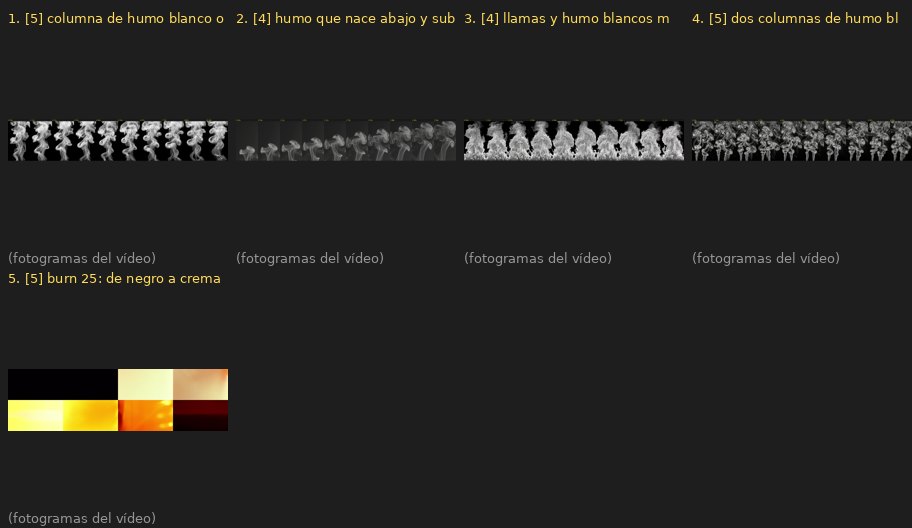 1. [5] columna de humo blanco o
2. [4] humo que nace abajo y sub
3. [4] llamas y humo blancos m
4. [5] dos columnas de humo bl
(fotogramas del vídeo)
(fotogramas del vídeo)
(fotogramas del vídeo)
(fotogramas del vídeo)
5. [5] burn 25: de negro a crema
(fotogramas del vídeo)